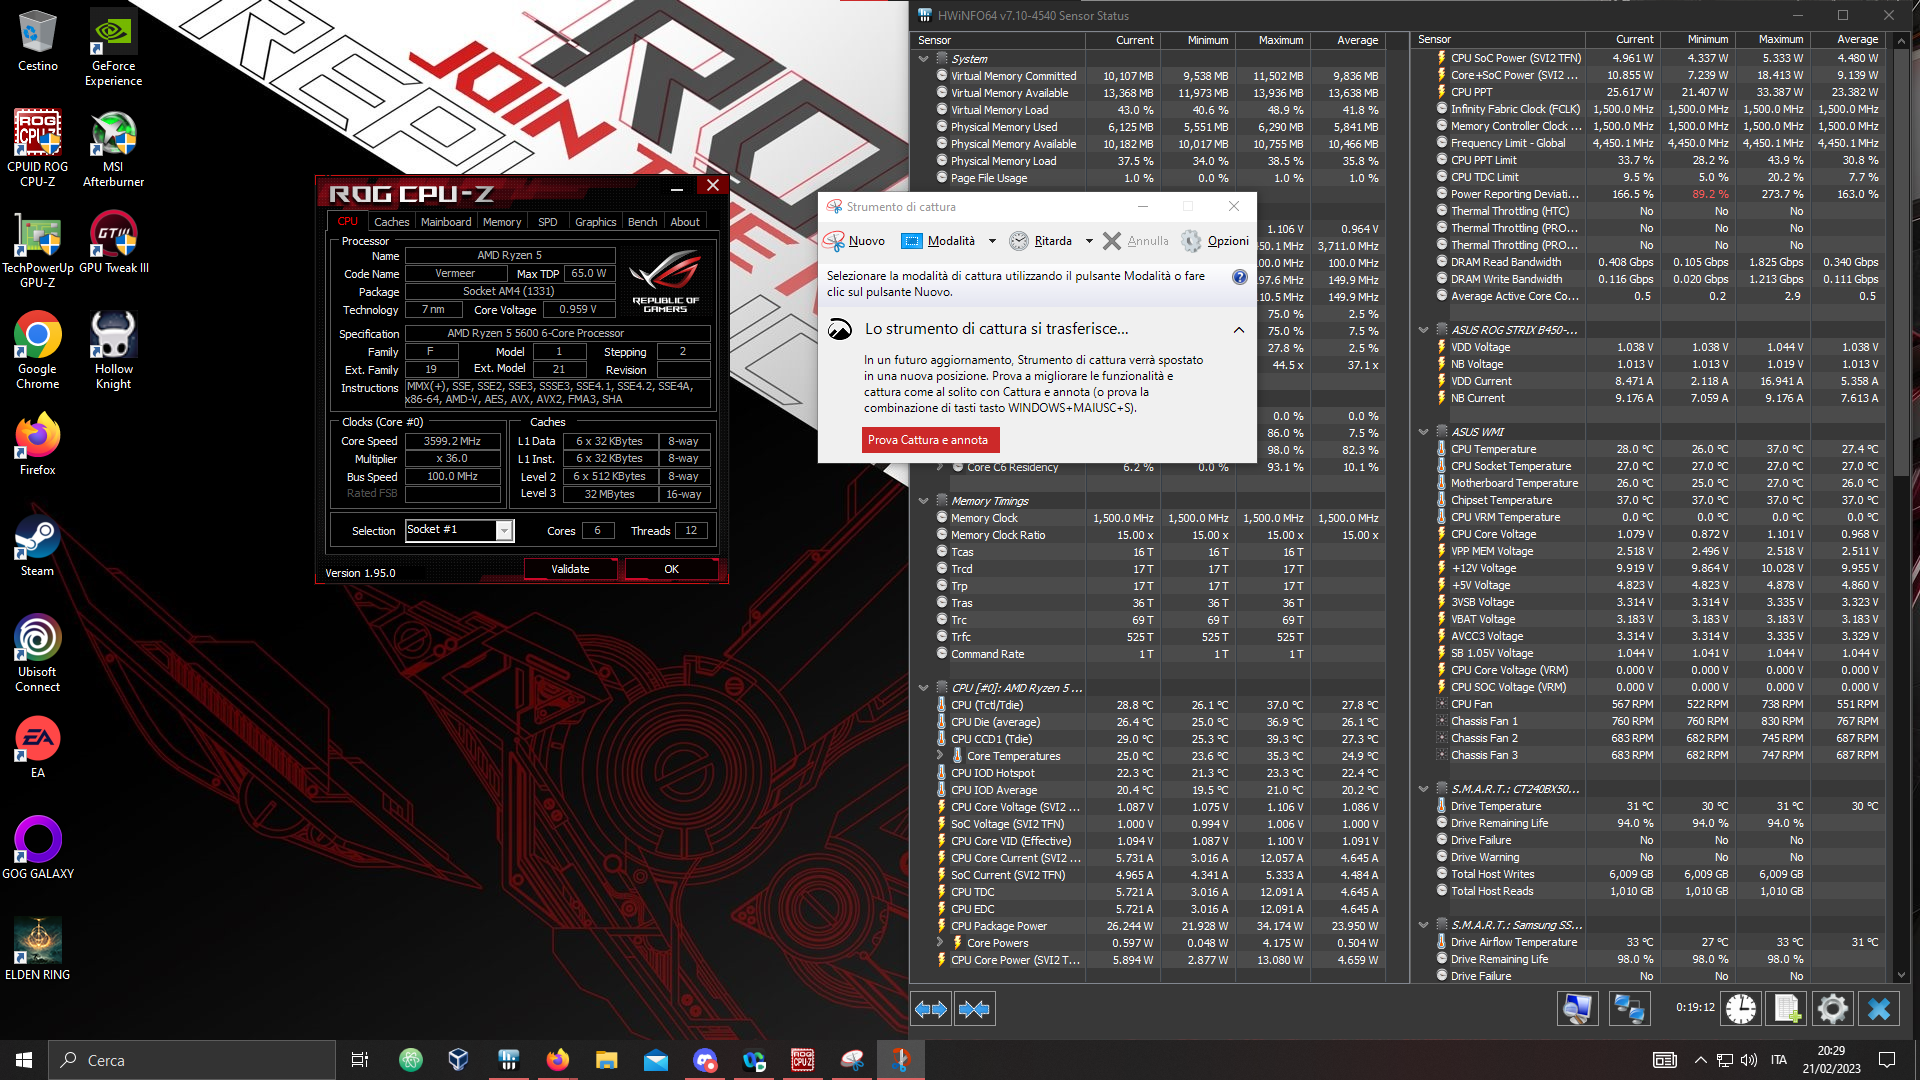 Cestino
GeForce
Experience
CPUID ROG
CPU-Z
MSI
Afterburner
TechPowerUp
GPU-Z
GPU Tweak III
Google
Chrome
Hollow
Knight
Firefox
Steam
Ubisoft
Connect
EA
GOG GALAXY
ELDEN RING
JOIN THE
ROG CPU-Z
CPU Caches Mainboard Memory SPD Graphics Bench About
Processor
Name AMD Ryzen 5
Code Name Vermeer Max TDP 65.0 W
Package Socket AM4 (1331)
Technology 7 nm Core Voltage 0.959 V
REPUBLIC OF
GAMERS
Specification AMD Ryzen 5 5600 6-Core Processor
Family F Model 1 Stepping 2
Ext. Family 19 Ext. Model 21 Revision
Instructions MMX(+), SSE, SSE2, SSE3, SSSE3, SSE4.1, SSE4.2, SSE4A,
x86-64, AMD-V, AES, AVX, AVX2, FMA3, SHA
Clocks (Core #0) Caches
Core Speed 3599.2 MHz L1 Data 6 x 32 KBytes 8-way
Multiplier x 36.0 L1 Inst. 6 x 32 KBytes 8-way
Bus Speed 100.0 MHz Level 2 6 x 512 KBytes 8-way
Rated FSB Level 3 32 MBytes 16-way
Selection Socket #1 Cores 6 Threads 12
Version 1.95.0 Validate OK
Strumento di cattura
Nuovo Modalità Ritarda Annulla Opzioni
Selezionare la modalità di cattura utilizzando il pulsante Modalità o fare
clic sul pulsante Nuovo.
Lo strumento di cattura si trasferisce...
In un futuro aggiornamento, Strumento di cattura verrà spostato
in una nuova posizione. Prova a migliorare le funzionalità e
cattura come al solito con Cattura e annota (o prova la
combinazione di tasti tasto WINDOWS+MAIUSC+S).
Prova Cattura e annota
HWiNFO64 v7.10-4540 Sensor Status
Sensor Current Minimum Maximum Average
System
Virtual Memory Committed 10,107 MB 9,538 MB 11,502 MB 9,836 MB
Virtual Memory Available 13,368 MB 11,973 MB 13,936 MB 13,638 MB
Virtual Memory Load 43.0 % 40.6 % 48.9 % 41.8 %
Physical Memory Used 6,125 MB 5,551 MB 6,290 MB 5,841 MB
Physical Memory Available 10,182 MB 10,017 MB 10,755 MB 10,466 MB
Physical Memory Load 37.5 % 34.0 % 38.5 % 35.8 %
Page File Usage 1.0 % 0.0 % 1.0 % 1.0 %
1.106 V 0.964 V
50.1 MHz 3,711.0 MHz
00.0 MHz 100.0 MHz
97.6 MHz 149.9 MHz
10.5 MHz 149.9 MHz
75.0 % 2.5 %
75.0 % 7.5 %
27.8 % 2.5 %
44.5 x 37.1 x
0.0 % 0.0 %
86.0 % 7.5 %
98.0 % 82.3 %
Core C6 Residency 6.2 % 0.0 % 93.1 % 10.1 %
Memory Timings
Memory Clock 1,500.0 MHz 1,500.0 MHz 1,500.0 MHz 1,500.0 MHz
Memory Clock Ratio 15.00 x 15.00 x 15.00 x 15.00 x
Tcas 16 T 16 T 16 T
Trcd 17 T 17 T 17 T
Trp 17 T 17 T 17 T
Tras 36 T 36 T 36 T
Trc 69 T 69 T 69 T
Trfc 525 T 525 T 525 T
Command Rate 1 T 1 T 1 T
CPU [#0]: AMD Ryzen 5 ...
CPU (Tctl/Tdie) 28.8 °C 26.1 °C 37.0 °C 27.8 °C
CPU Die (average) 26.4 °C 25.0 °C 36.9 °C 26.1 °C
CPU CCD1 (Tdie) 29.0 °C 25.3 °C 39.3 °C 27.3 °C
Core Temperatures 25.0 °C 23.6 °C 35.3 °C 24.9 °C
CPU IOD Hotspot 22.3 °C 21.3 °C 23.3 °C 22.4 °C
CPU IOD Average 20.4 °C 19.5 °C 21.0 °C 20.2 °C
CPU Core Voltage (SVI2 ... 1.087 V 1.075 V 1.106 V 1.086 V
SoC Voltage (SVI2 TFN) 1.000 V 0.994 V 1.006 V 1.000 V
CPU Core VID (Effective) 1.094 V 1.087 V 1.100 V 1.091 V
CPU Core Current (SVI2 ... 5.731 A 3.016 A 12.057 A 4.645 A
SoC Current (SVI2 TFN) 4.965 A 4.341 A 5.333 A 4.484 A
CPU TDC 5.721 A 3.016 A 12.091 A 4.645 A
CPU EDC 5.721 A 3.016 A 12.091 A 4.645 A
CPU Package Power 26.244 W 21.928 W 34.174 W 23.950 W
Core Powers 0.597 W 0.048 W 4.175 W 0.504 W
CPU Core Power (SVI2 T... 5.894 W 2.877 W 13.080 W 4.659 W
Sensor Current Minimum Maximum Average
CPU SoC Power (SVI2 TFN) 4.961 W 4.337 W 5.333 W 4.480 W
Core+SoC Power (SVI2 ... 10.855 W 7.239 W 18.413 W 9.139 W
CPU PPT 25.617 W 21.407 W 33.387 W 23.382 W
Infinity Fabric Clock (FCLK) 1,500.0 MHz 1,500.0 MHz 1,500.0 MHz 1,500.0 MHz
Memory Controller Clock ... 1,500.0 MHz 1,500.0 MHz 1,500.0 MHz 1,500.0 MHz
Frequency Limit - Global 4,450.1 MHz 4,450.0 MHz 4,450.1 MHz 4,450.1 MHz
CPU PPT Limit 33.7 % 28.2 % 43.9 % 30.8 %
CPU TDC Limit 9.5 % 5.0 % 20.2 % 7.7 %
Power Reporting Deviati... 166.5 % 89.2 % 273.7 % 163.0 %
Thermal Throttling (HTC) No No No
Thermal Throttling (PRO... No No No
Thermal Throttling (PRO... No No No
DRAM Read Bandwidth 0.408 Gbps 0.105 Gbps 1.825 Gbps 0.340 Gbps
DRAM Write Bandwidth 0.116 Gbps 0.020 Gbps 1.213 Gbps 0.111 Gbps
Average Active Core Co... 0.5 0.2 2.9 0.5
ASUS ROG STRIX B450-...
VDD Voltage 1.038 V 1.038 V 1.044 V 1.038 V
NB Voltage 1.013 V 1.013 V 1.019 V 1.013 V
VDD Current 8.471 A 2.118 A 16.941 A 5.358 A
NB Current 9.176 A 7.059 A 9.176 A 7.613 A
ASUS WMI
CPU Temperature 28.0 °C 26.0 °C 37.0 °C 27.4 °C
CPU Socket Temperature 27.0 °C 27.0 °C 27.0 °C 27.0 °C
Motherboard Temperature 26.0 °C 25.0 °C 27.0 °C 26.0 °C
Chipset Temperature 37.0 °C 37.0 °C 37.0 °C 37.0 °C
CPU VRM Temperature 0.0 °C 0.0 °C 0.0 °C 0.0 °C
CPU Core Voltage 1.079 V 0.872 V 1.101 V 0.968 V
VPP MEM Voltage 2.518 V 2.496 V 2.518 V 2.511 V
+12V Voltage 9.919 V 9.864 V 10.028 V 9.955 V
+5V Voltage 4.823 V 4.823 V 4.878 V 4.860 V
3VSB Voltage 3.314 V 3.314 V 3.335 V 3.323 V
VBAT Voltage 3.183 V 3.183 V 3.183 V 3.183 V
AVCC3 Voltage 3.314 V 3.314 V 3.335 V 3.329 V
SB 1.05V Voltage 1.044 V 1.041 V 1.044 V 1.044 V
CPU Core Voltage (VRM) 0.000 V 0.000 V 0.000 V 0.000 V
CPU SOC Voltage (VRM) 0.000 V 0.000 V 0.000 V 0.000 V
CPU Fan 567 RPM 522 RPM 738 RPM 551 RPM
Chassis Fan 1 760 RPM 760 RPM 830 RPM 767 RPM
Chassis Fan 2 683 RPM 682 RPM 745 RPM 687 RPM
Chassis Fan 3 683 RPM 682 RPM 747 RPM 687 RPM
S.M.A.R.T.: CT240BX50...
Drive Temperature 31 °C 30 °C 31 °C 30 °C
Drive Remaining Life 94.0 % 94.0 % 94.0 %
Drive Failure No No No
Drive Warning No No No
Total Host Writes 6,009 GB 6,009 GB 6,009 GB
Total Host Reads 1,010 GB 1,010 GB 1,010 GB
S.M.A.R.T.: Samsung SS...
Drive Airflow Temperature 33 °C 27 °C 33 °C 31 °C
Drive Remaining Life 98.0 % 98.0 % 98.0 %
Drive Failure No No No
0:19:12
Cerca
ITA
20:29
21/02/2023